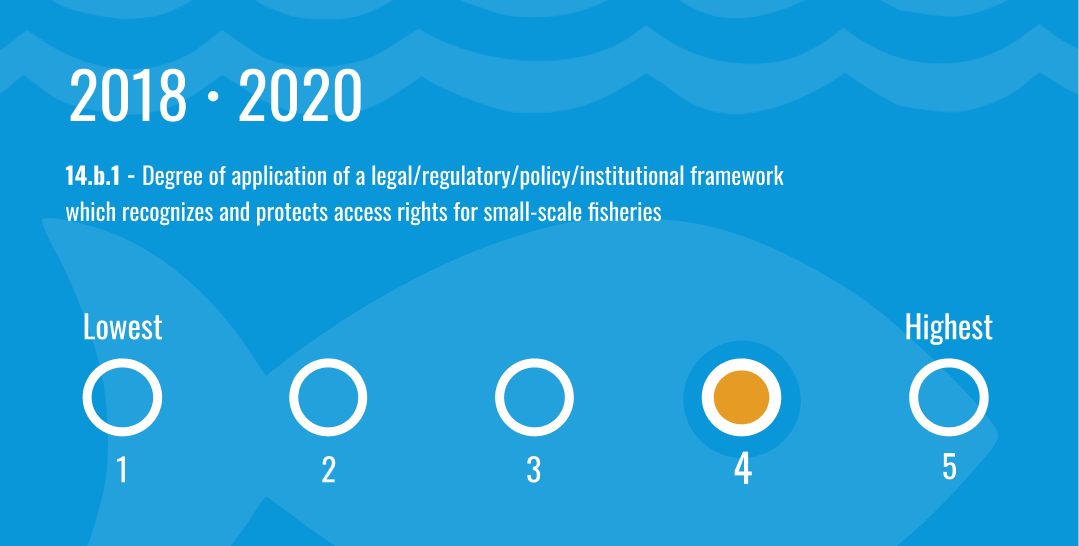 2018 • 2020
14.b.1 - Degree of application of a legal/regulatory/policy/institutional framework
which recognizes and protects access rights for small-scale fisheries
Lowest
Highest
1
2
3
4
5